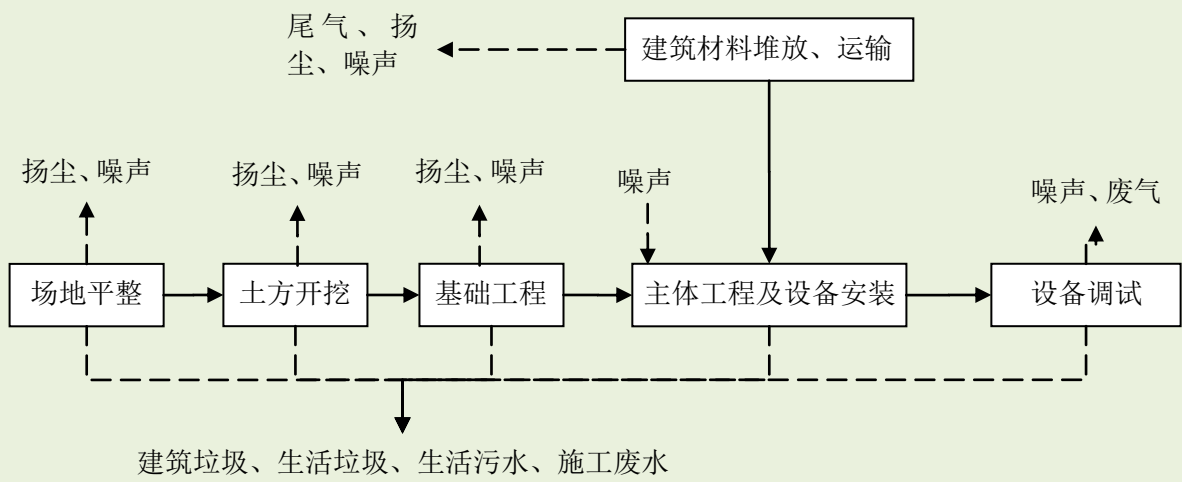 尾气、扬
尘、噪声
建筑材料堆放、运输
扬尘、噪声
扬尘、噪声
扬尘、噪声
噪声
噪声、废气
场地平整
土方开挖
基础工程
主体工程及设备安装
设备调试
建筑垃圾、生活垃圾、生活污水、施工废水